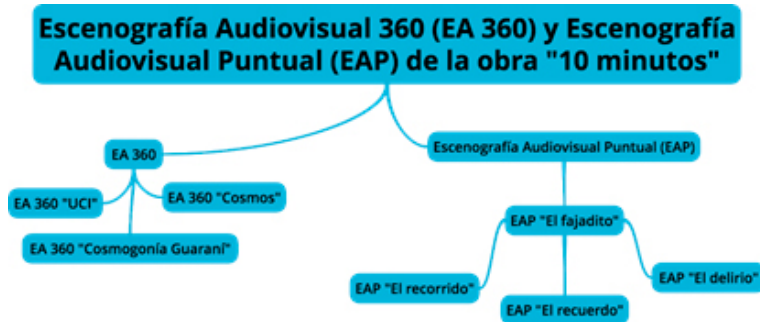 Escenografía Audiovisual 360 (EA 360) y Escenografía
Audiovisual Puntual (EAP) de la obra "10 minutos"
EA 360
Escenografía Audiovisual Puntual (EAP)
EA 360 "UCI"
EA 360 "Cosmos"
EA 360 "Cosmogonía Guaraní"
EAP "El fajadito"
EAP "El recorrido"
EAP "El recuerdo"
EAP "El delirio"